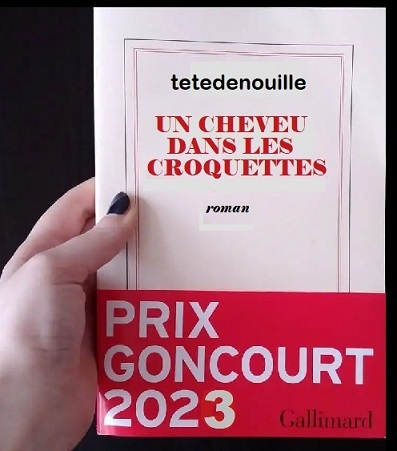 tetedenouille
UN CHEVEU
DANS LES
CROQUETTES
roman
PRIX
GONCOURT
2023
Gallimard